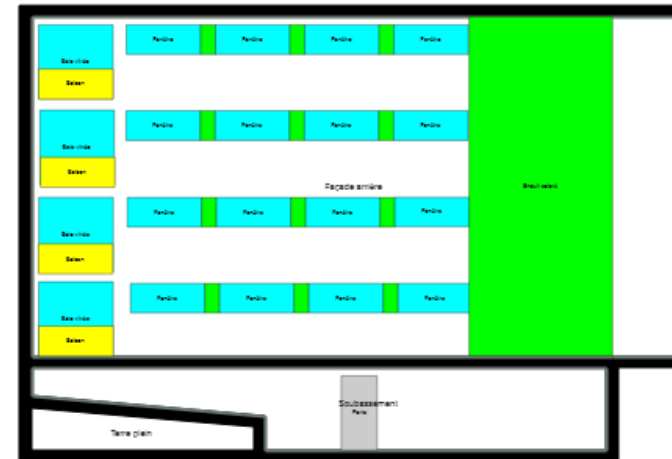 Fenêtre Fenêtre Fenêtre Fenêtre
Baie vitrée
Balcon
Fenêtre Fenêtre Fenêtre Fenêtre
Baie vitrée
Balcon
Façade arrière
Fenêtre Fenêtre Fenêtre Fenêtre
Baie vitrée
Balcon
Fenêtre Fenêtre Fenêtre Fenêtre
Baie vitrée
Balcon
Soubassement
Porte
Terre plein